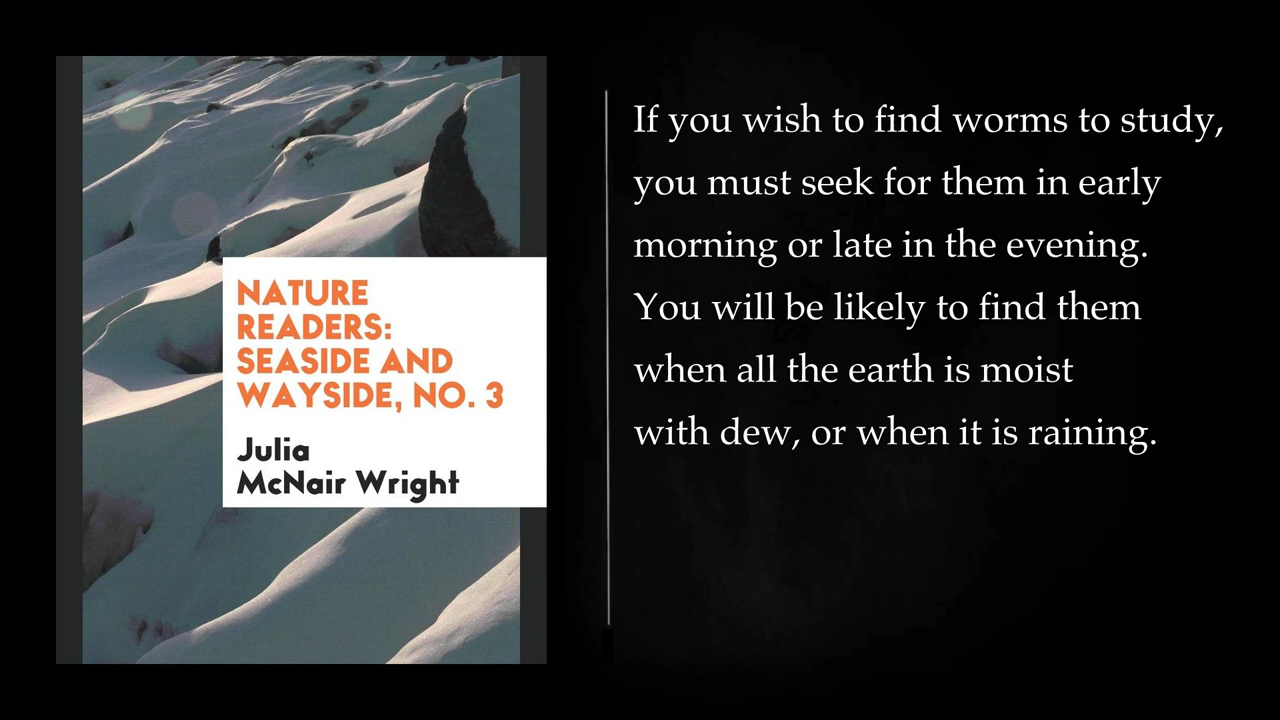 NATURE
READERS:
SEASIDE AND
WAYSIDE, NO. 3
Julia
McNair Wright
If you wish to find worms to study,
you must seek for them in early
morning or late in the evening.
You will be likely to find them
when all the earth is moist
with dew, or when it is raining.